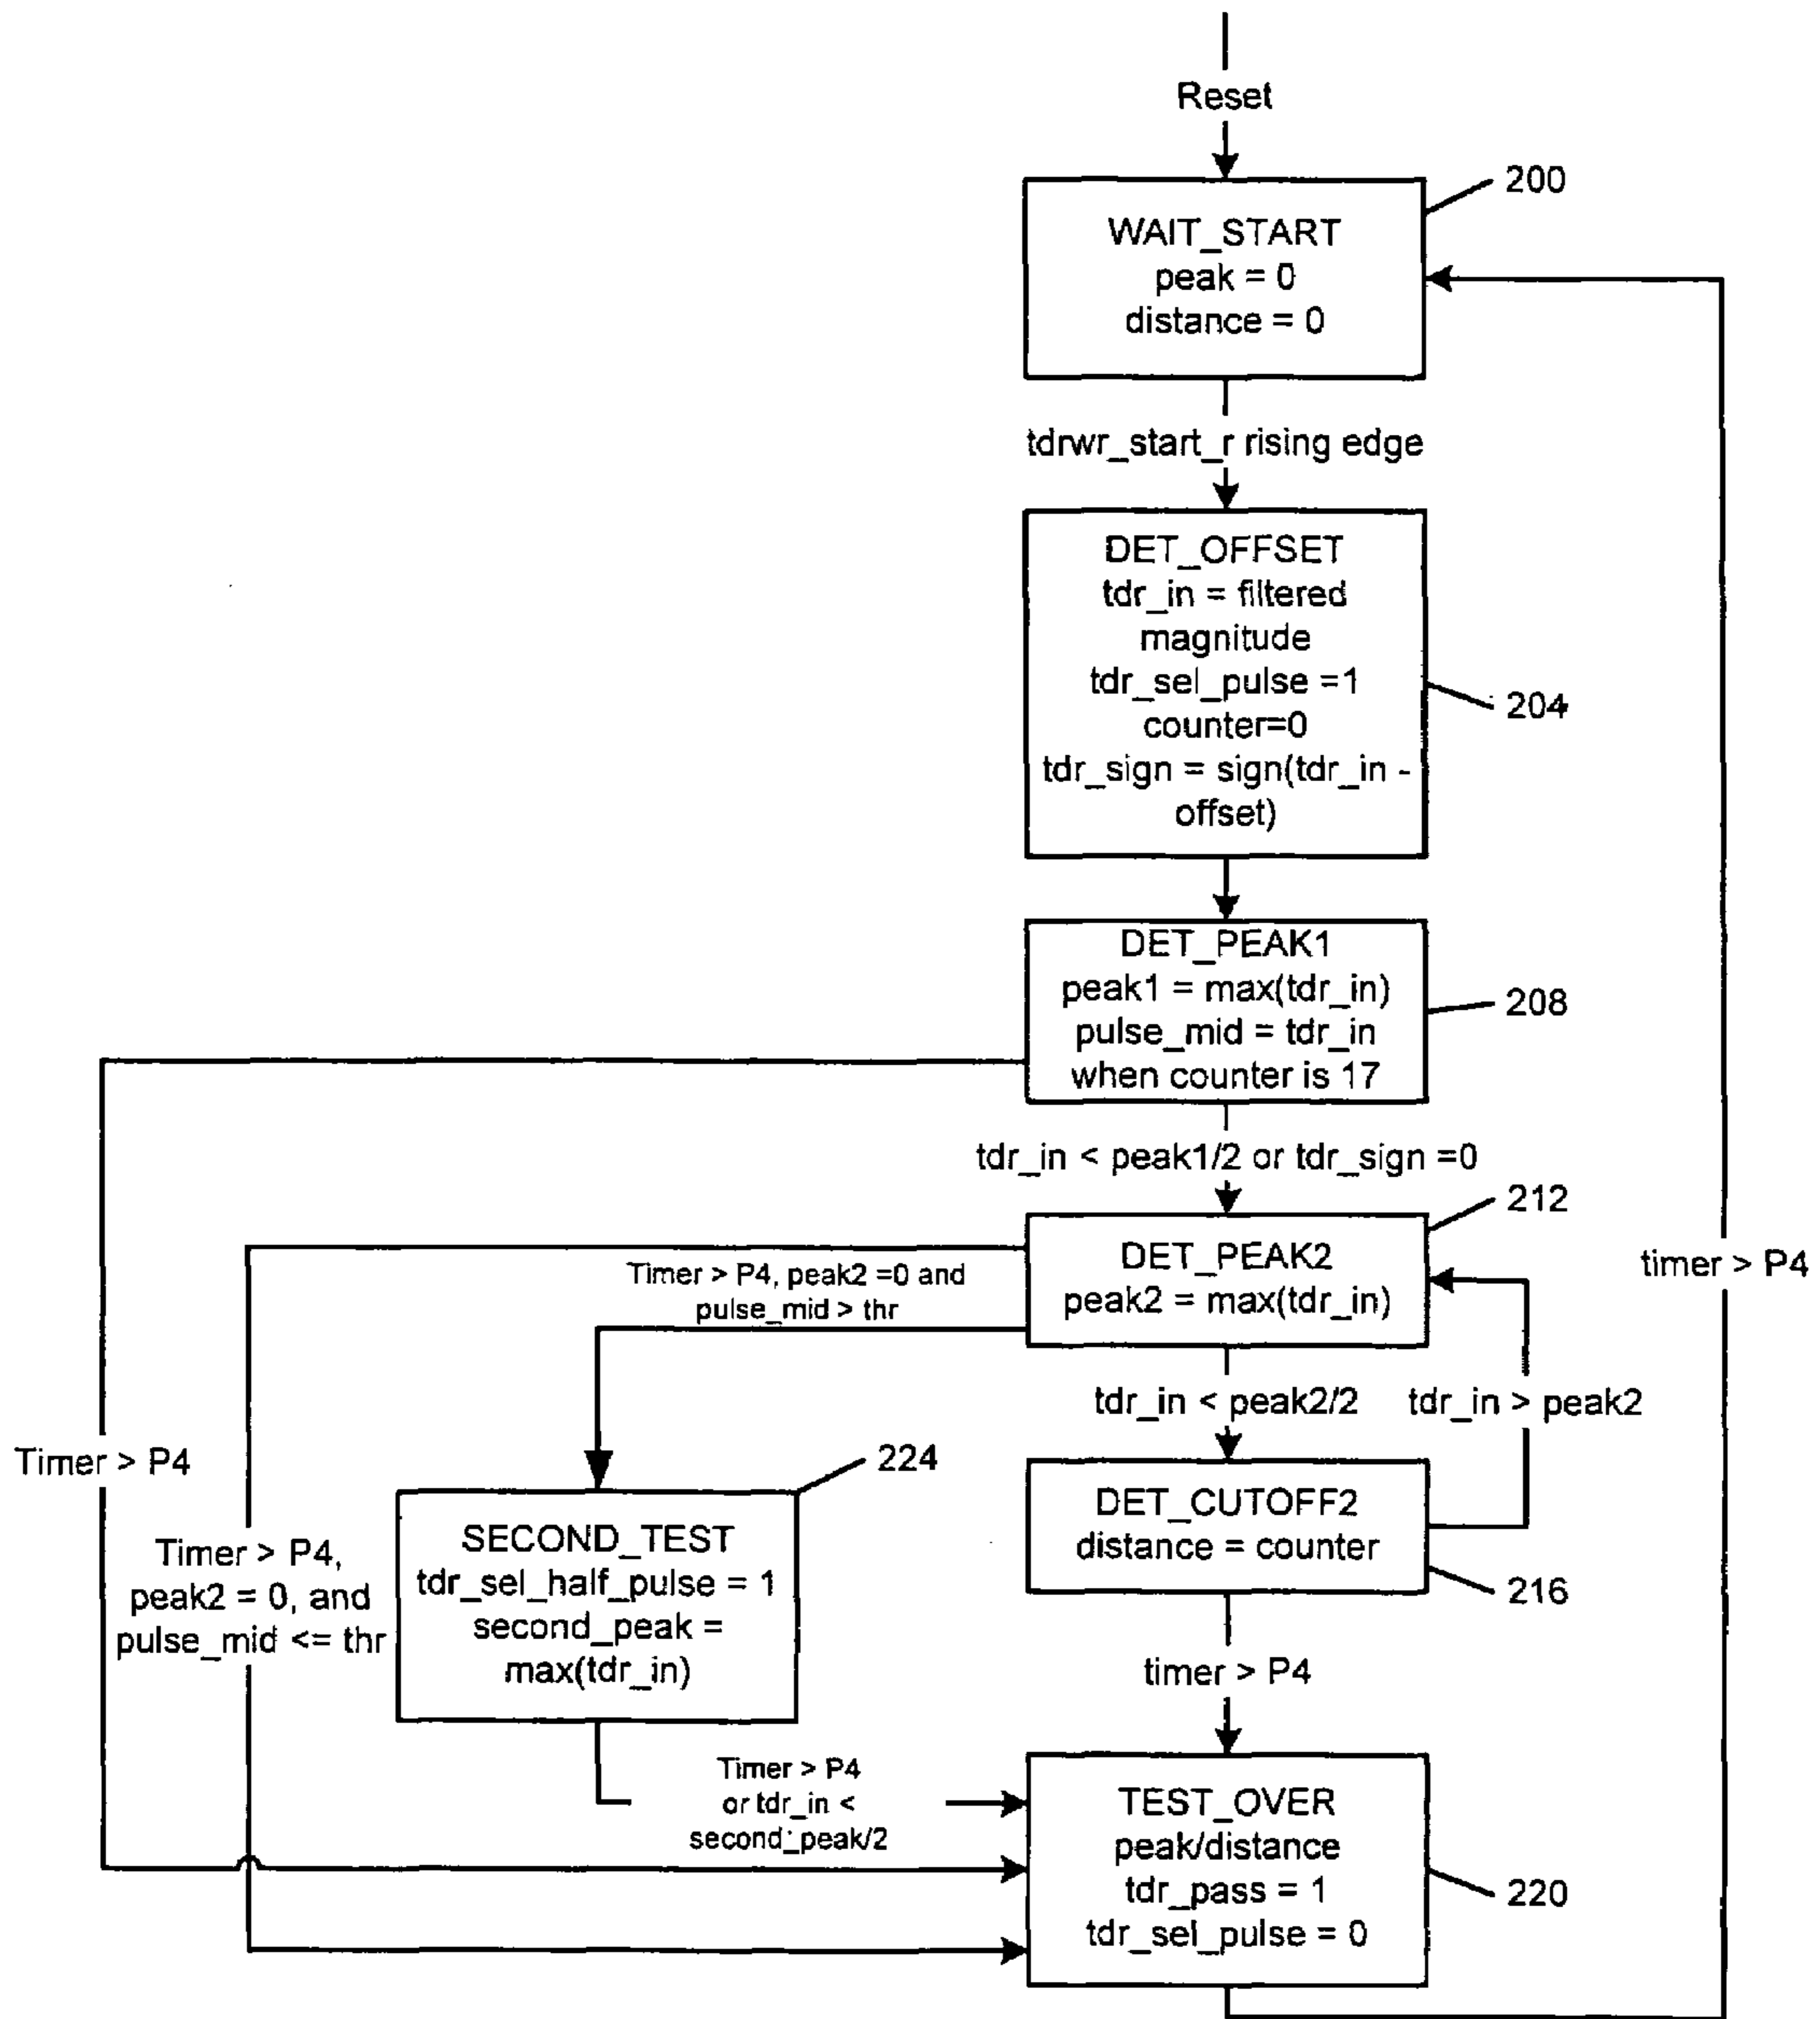 Reset
200
WAIT_START
peak = 0
distance = 0
tdrwr_start_r rising edge
DET_OFFSET
tdr_in = filtered
magnitude
tdr_sel_pulse =1
counter=0
tdr_sign = sign(tdr_in -
offset)
204
DET_PEAK1
peak1 = max(tdr_in)
pulse_mid = tdr_in
when counter is 17
208
tdr_in < peak1/2 or tdr_sign =0
212
DET_PEAK2
peak2 = max(tdr_in)
Timer > P4, peak2 =0 and
pulse_mid > thr
timer > P4
tdr_in < peak2/2
tdr_in > peak2
Timer > P4
224
SECOND_TEST
tdr_sel_half_pulse = 1
second_peak =
max(tdr_in)
DET_CUTOFF2
distance = counter
216
Timer > P4,
peak2 = 0, and
pulse_mid <= thr
timer > P4
Timer > P4
or tdr_in <
second_peak/2
TEST_OVER
peak/distance
tdr_pass = 1
tdr_sel_pulse = 0
220